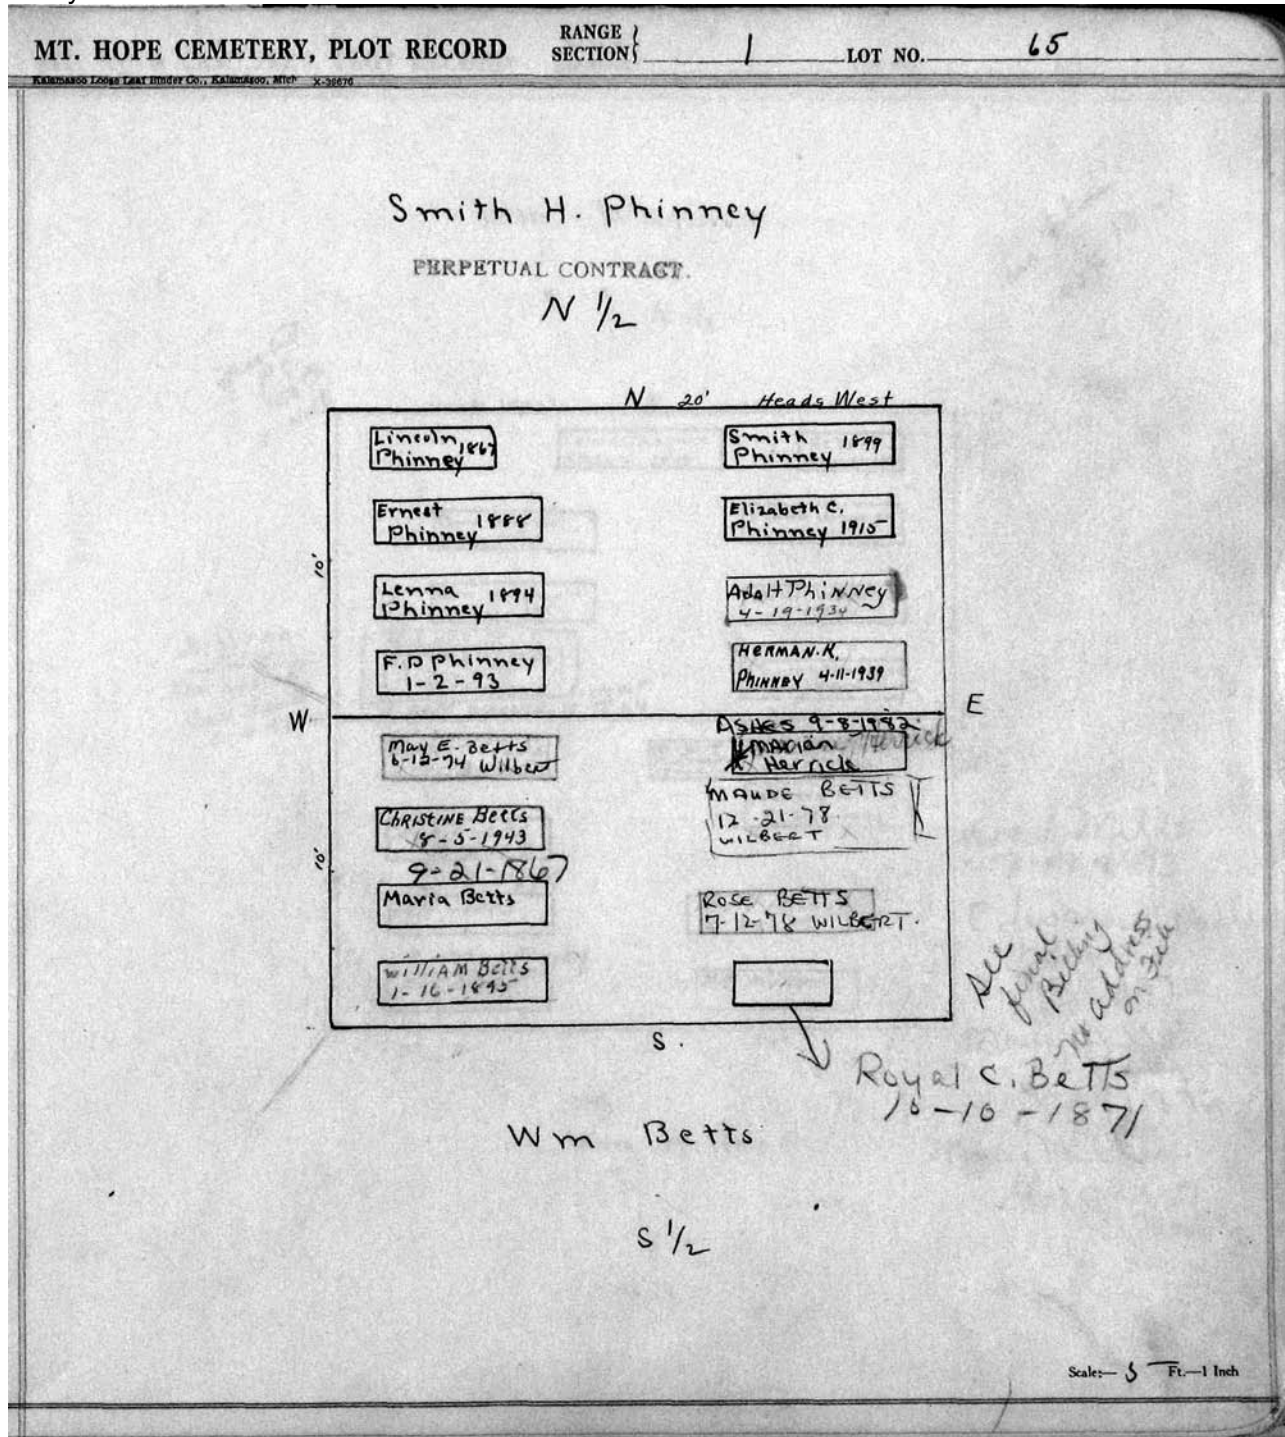 MT. HOPE CEMETERY, PLOT RECORD
RANGE
SECTION
1
LOT NO.
65
Kalamazoo Loose Leaf Binder Co., Kalamazoo, Mich X-39676
Smith H. Phinney
PERPETUAL CONTRACT.
N 1/2
N 20' Heads West
Lincoln 1867
Phinney
Smith 1899
Phinney
Ernest 1888
Phinney
Elizabeth C.
Phinney 1915
10'
Lenna 1894
Phinney
Ada H Phinney
4-19-1934
F. D Phinney
1-2-93
HERMAN. K,
PHINNEY 4-11-1939
W.
E
ASHES 9-8-1982
May E. Betts
6-12-74 Wilbert
Marian
Herrick
Herrick
MAUDE BETTS
12-21-78
WILBERT
CHRISTINE Betts
8-5-1943
10'
9-21-1867
Maria Betts
ROSE BETTS
7-12-78 WILBERT.
WILLIAM Betts
1-16-1895
See
final
Billing
No address
on
S.
Royal C. Betts
10-10-1871
Wm Betts
S 1/2
Scale:— 5 Ft.—1 Inch